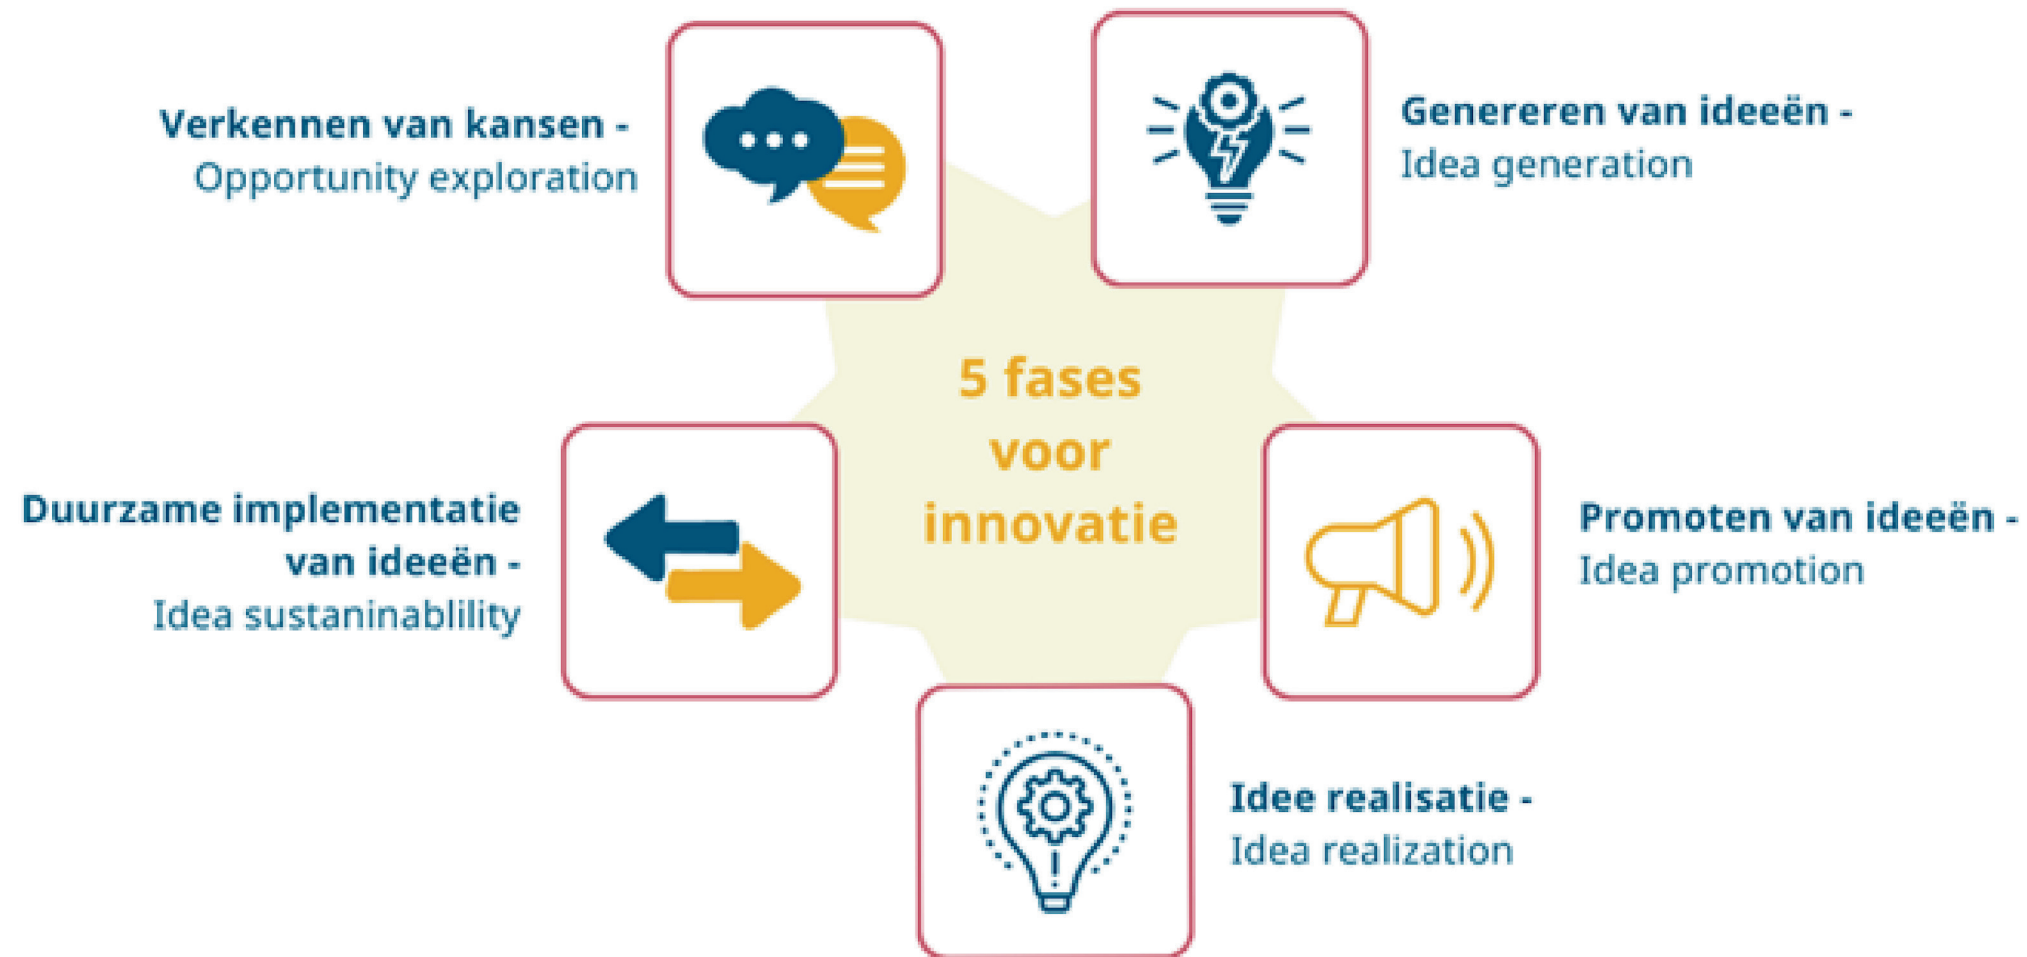 Verkennen van kansen -
Opportunity exploration
Genereren van ideeën -
Idea generation
5 fases
voor
innovatie
Duurzame implementatie
van ideeën -
Idea sustaninablility
Promoten van ideeën -
Idea promotion
Idee realisatie -
Idea realization